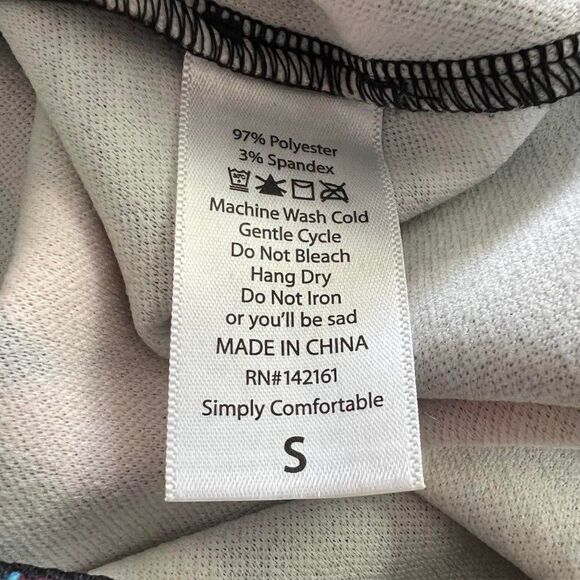 97% Polyester
3% Spandex
Machine Wash Cold
Gentle Cycle
Do Not Bleach
Hang Dry
Do Not Iron
or you'll be sad
MADE IN CHINA
RN#142161
Simply Comfortable
S